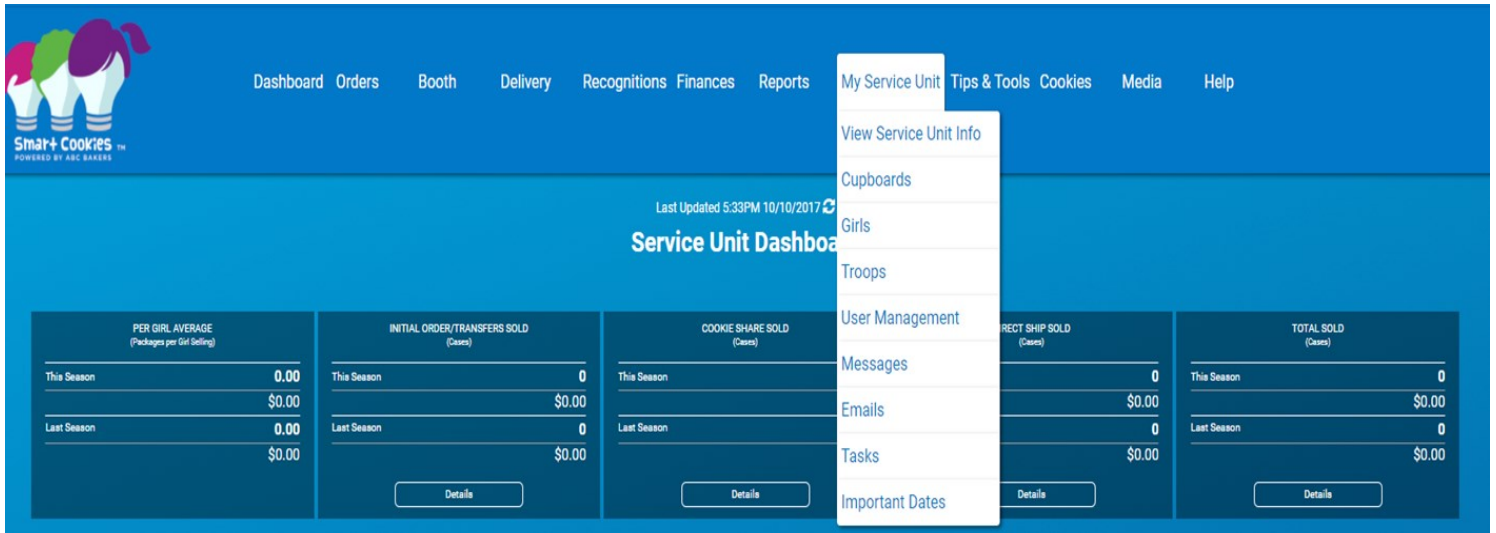 Smart Cookies TM
POWERED BY ABC BAKERS
Dashboard Orders Booth Delivery Recognitions Finances Reports My Service Unit Tips & Tools Cookies Media Help
View Service Unit Info
Cupboards
Girls
Troops
User Management
Messages
Emails
Tasks
Important Dates
Last Updated 5:33PM 10/10/2017
Service Unit Dashboa
PER GIRL AVERAGE
(Packages per Girl Selling)
This Season 0.00
$0.00
Last Season 0.00
$0.00
INITIAL ORDER/TRANSFERS SOLD
(Cases)
This Season 0
$0.00
Last Season 0
$0.00
Details
COOKIE SHARE SOLD
(Cases)
This Season
Last Season
Details
RECT SHIP SOLD
(Cases)
0
$0.00
0
$0.00
Details
TOTAL SOLD
(Cases)
This Season 0
$0.00
Last Season 0
$0.00
Details